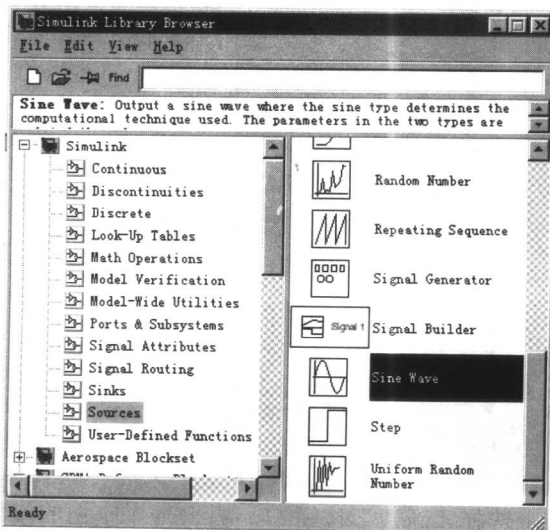 Simulink Library Browser
File Edit View Help
Find
Sine Wave: Output a sine wave where the sine type determines the
computational technique used. The parameters in the two types are
Simulink
Continuous
Discontinuities
Discrete
Look-Up Tables
Math Operations
Model Verification
Model-Wide Utilities
Ports & Subsystems
Signal Attributes
Signal Routing
Sinks
Sources
User-Defined Functions
Aerospace Blockset
Random Number
Repeating Sequence
Signal Generator
Signal 1 Signal Builder
Sine Wave
Step
Uniform Random
Number
Ready